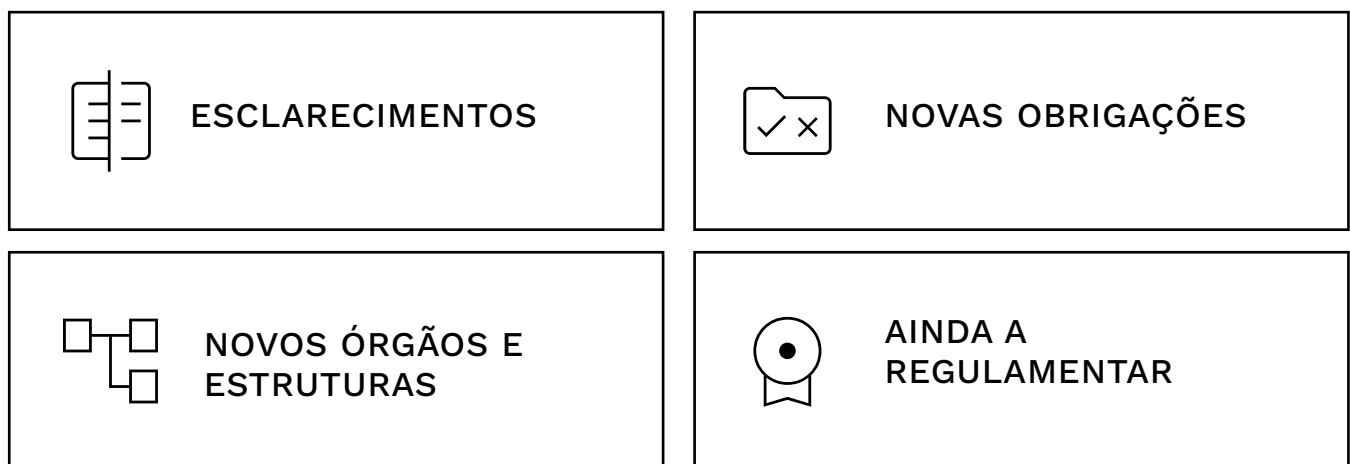 ESCLARECIMENTOS
NOVAS OBRIGAÇÕES
NOVOS ÓRGÃOS E
ESTRUTURAS
AINDA A
REGULAMENTAR